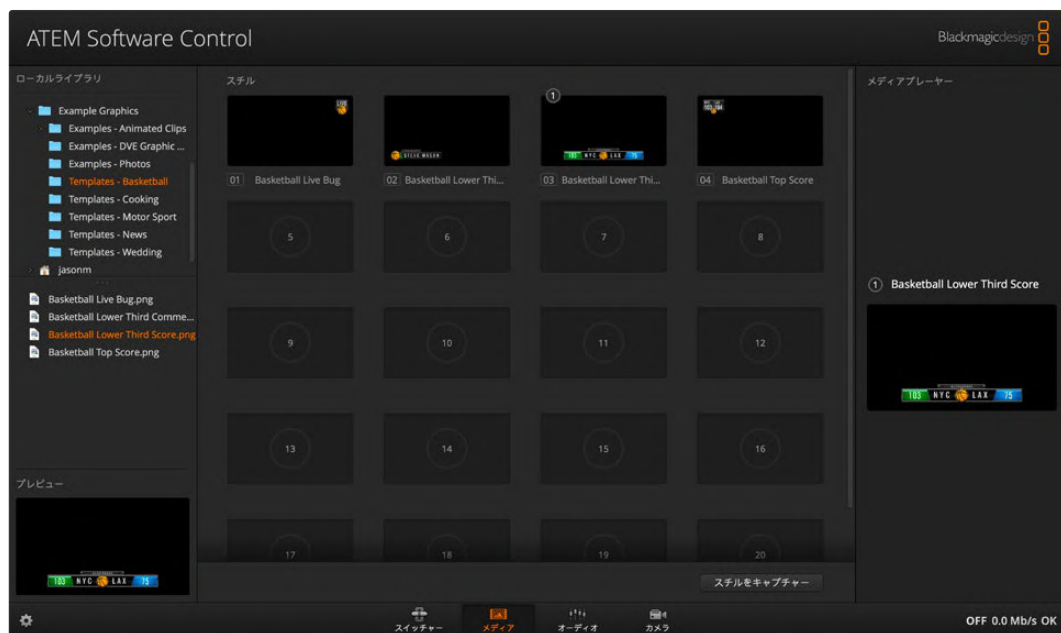 ATEM Software Control
Blackmagicdesign
ローカルライブラリ
Example Graphics
Examples - Animated Clips
Examples - DVE Graphic ...
Examples - Photos
Templates - Basketball
Templates - Cooking
Templates - Motor Sport
Templates - News
Templates - Wedding
jasonm
Basketball Live Bug.png
Basketball Lower Third Comme...
Basketball Lower Third Score.png
Basketball Top Score.png
プレビュー
103 NYC LAX 75
スチル
LIVE
1
103 NYC LAX 75
01 Basketball Live Bug
02 Basketball Lower Thi...
03 Basketball Lower Thi...
04 Basketball Top Score
5
6
7
8
9
10
11
12
13
14
15
16
17
18
19
20
スチルをキャプチャー
メディアプレーヤー
1 Basketball Lower Third Score
103 NYC LAX 75
スイッチャー
メディア
オーディオ
カメラ
OFF 0.0 Mb/s OK